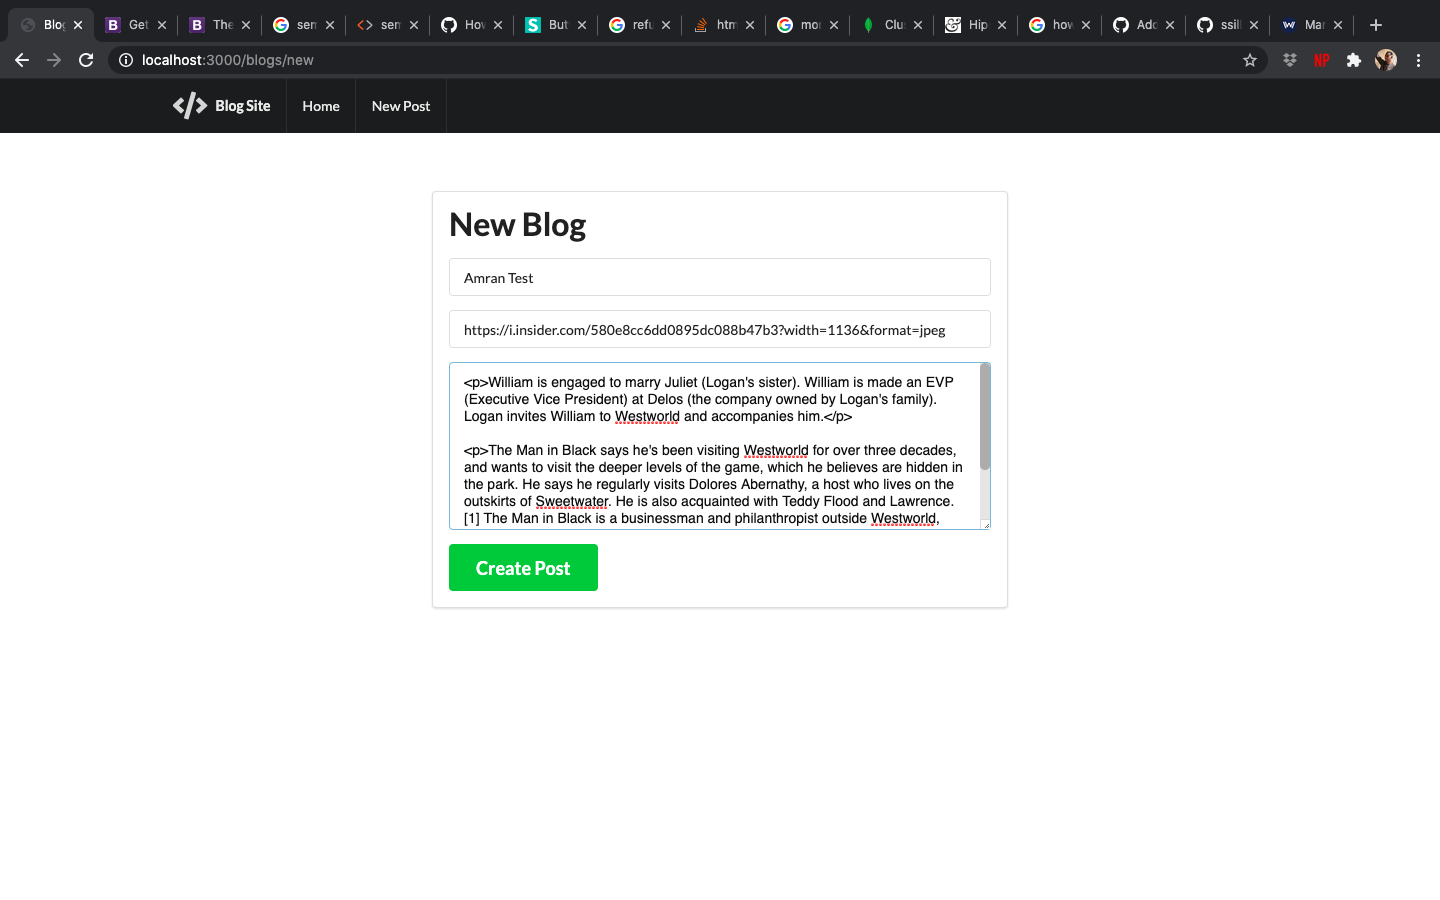 Blog Get The sem sem How But refu htm mor Clu Hip how Add ssill Mar
localhost:3000/blogs/new NP
</> Blog Site Home New Post
New Blog
Amran Test
https://i.insider.com/580e8cc6dd0895dc088b47b3?width=1136&format=jpeg
<p>William is engaged to marry Juliet (Logan's sister). William is made an EVP
(Executive Vice President) at Delos (the company owned by Logan's family).
Logan invites William to Westworld and accompanies him.</p>
<p>The Man in Black says he's been visiting Westworld for over three decades,
and wants to visit the deeper levels of the game, which he believes are hidden in
the park. He says he regularly visits Dolores Abernathy, a host who lives on the
outskirts of Sweetwater. He is also acquainted with Teddy Flood and Lawrence.
[1] The Man in Black is a businessman and philanthropist outside Westworld,
Create Post